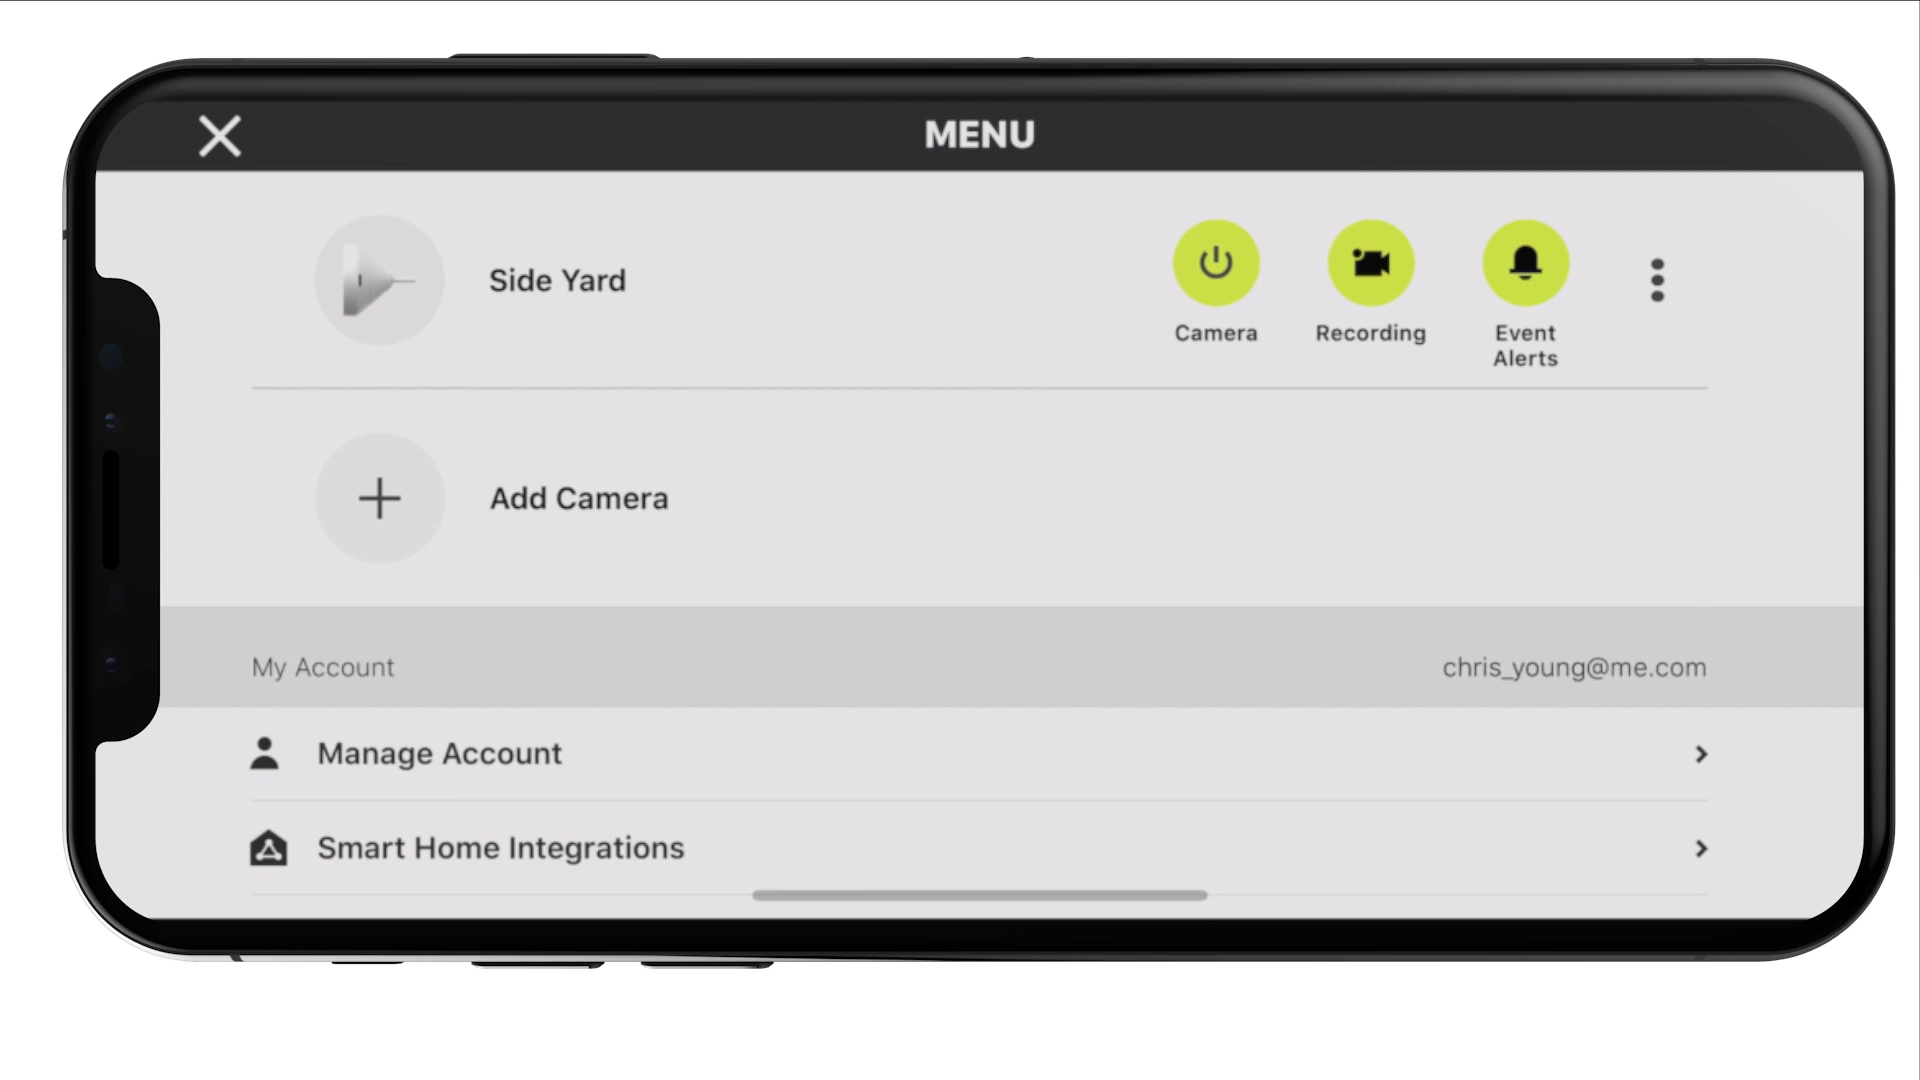 MENU
Side Yard
Camera
Recording
Event
Alerts
Add Camera
My Account
chris_young@me.com
Manage Account
Smart Home Integrations